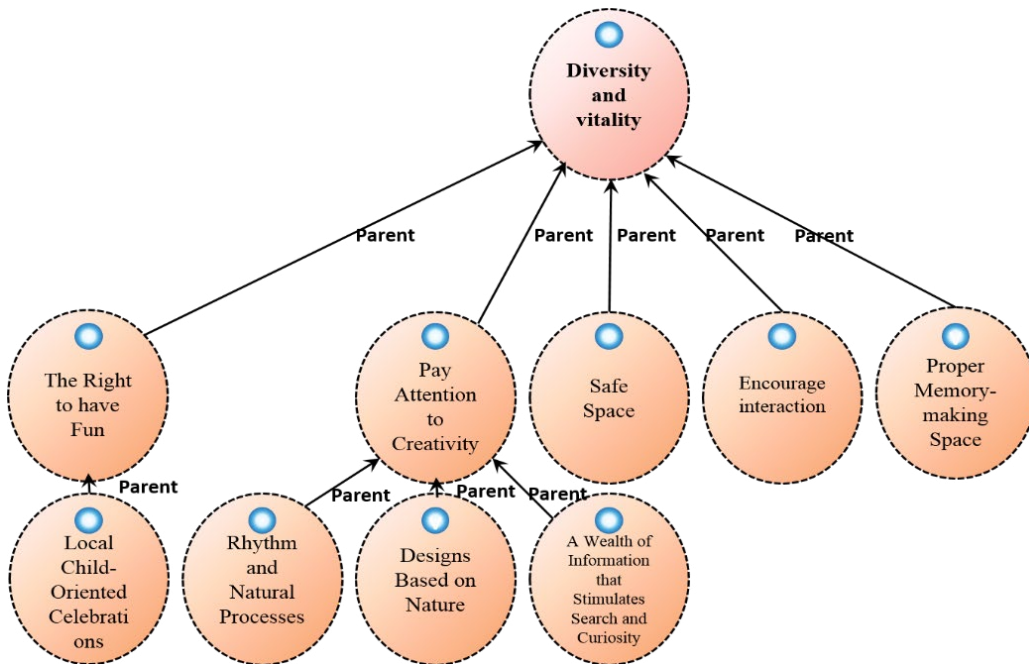 Diversity
and
vitality
Parent
Parent
Parent
Parent
Parent
The Right
to have
Fun
Pay
Attention
to
Creativity
Safe
Space
Encourage
interaction
Proper
Memory-
making
Space
Parent
Parent
Parent
Parent
Local
Child-
Oriented
Celebrati
ons
Rhythm
and
Natural
Processes
Designs
Based on
Nature
A Wealth of
Information
that
Stimulates
Search and
Curiosity